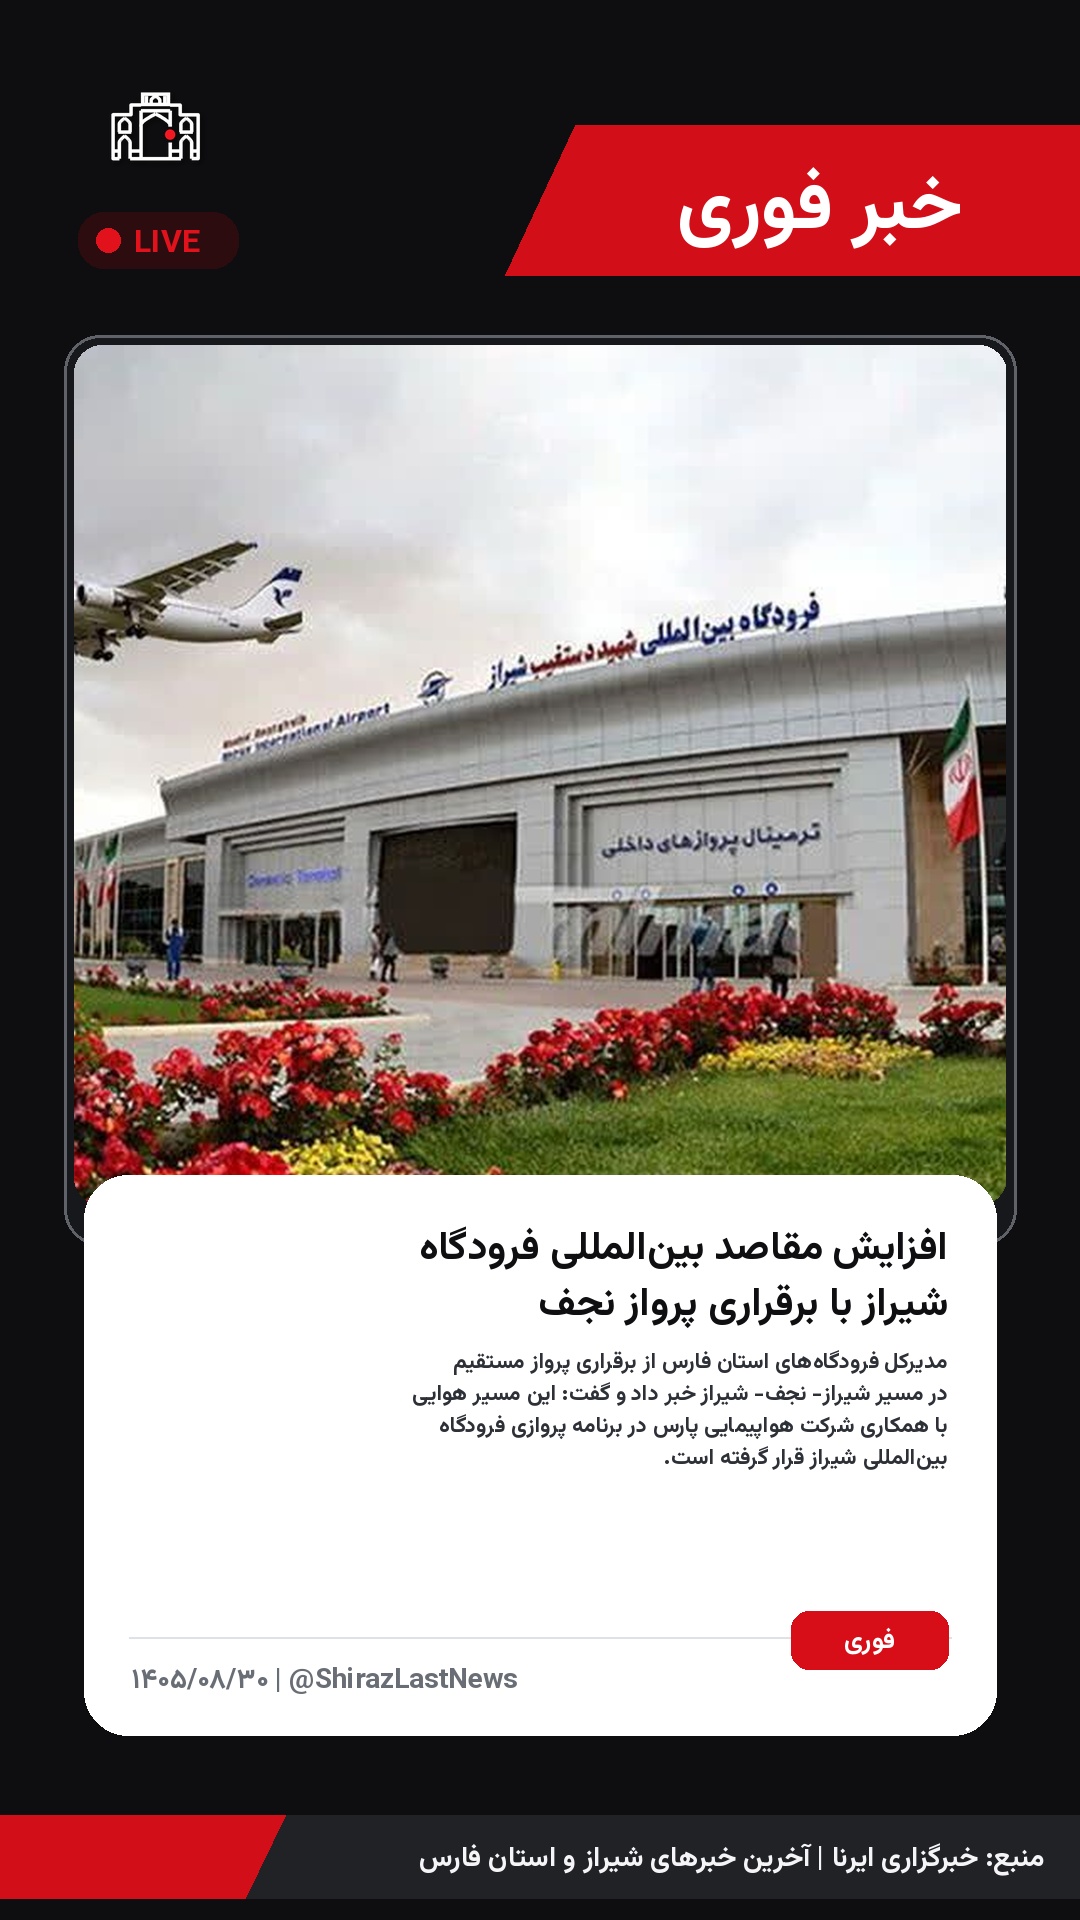 خبر فوری
LIVE
فرودگاه بین‌المللی شهید دستغیب شیراز
International Airport
ترمینال پروازهای داخلی
افزایش مقاصد بین‌المللی فرودگاه
شیراز با برقراری پرواز نجف
مدیرکل فرودگاه‌های استان فارس از برقراری پرواز مستقیم
در مسیر شیراز- نجف- شیراز خبر داد و گفت: این مسیر هوایی
با همکاری شرکت هواپیمایی پارس در برنامه پروازی فرودگاه
بین‌المللی شیراز قرار گرفته است.
فوری
۱۴۰۵/۰۸/۳۰ | @ShirazLastNews
منبع: خبرگزاری ایرنا | آخرین خبرهای شیراز و استان فارس